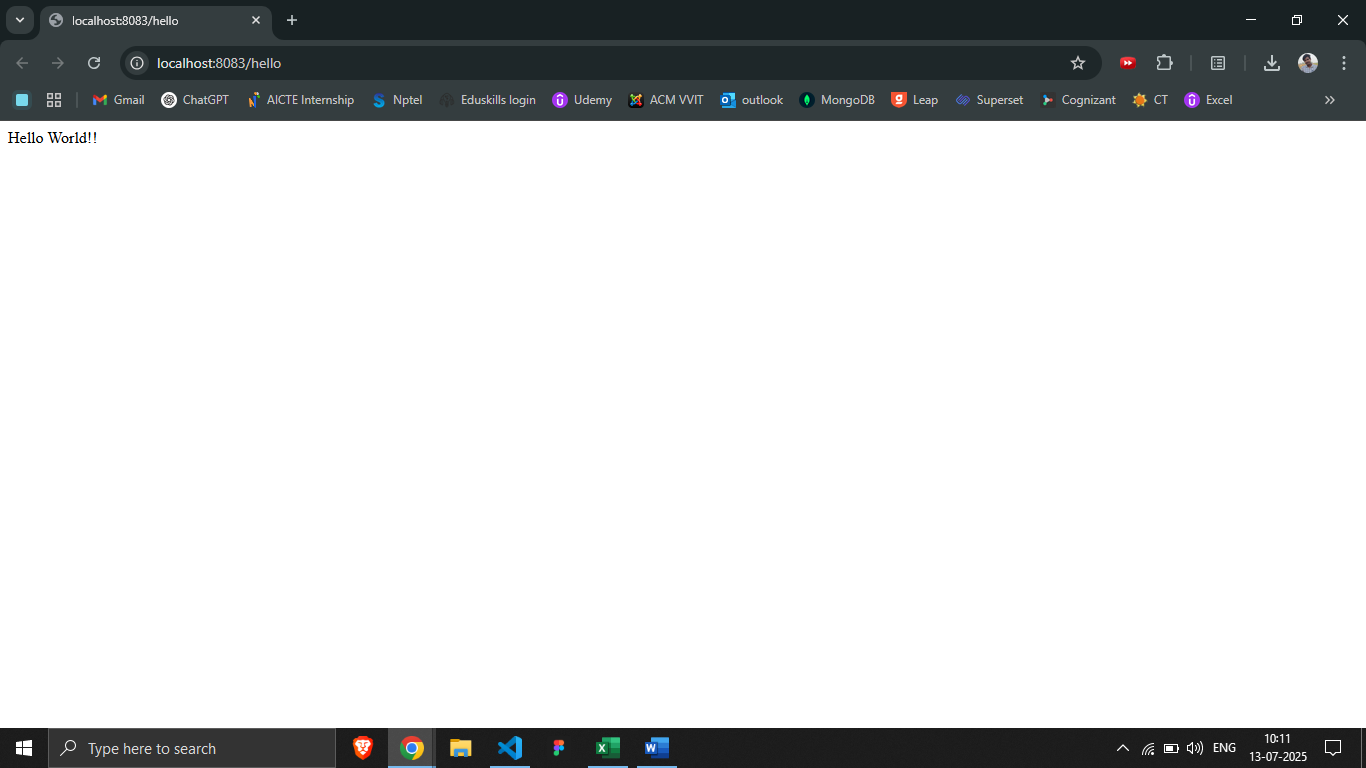 localhost:8083/hello
localhost:8083/hello
Gmail ChatGPT AICTE Internship Nptel Eduskills login Udemy ACM VVIT outlook MongoDB Leap Superset Cognizant CT Excel
Hello World!!
Type here to search
ENG
10:11
13-07-2025